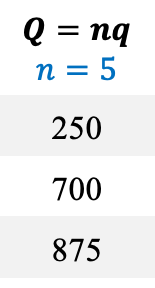 Q = nq
n = 5
250
700
875